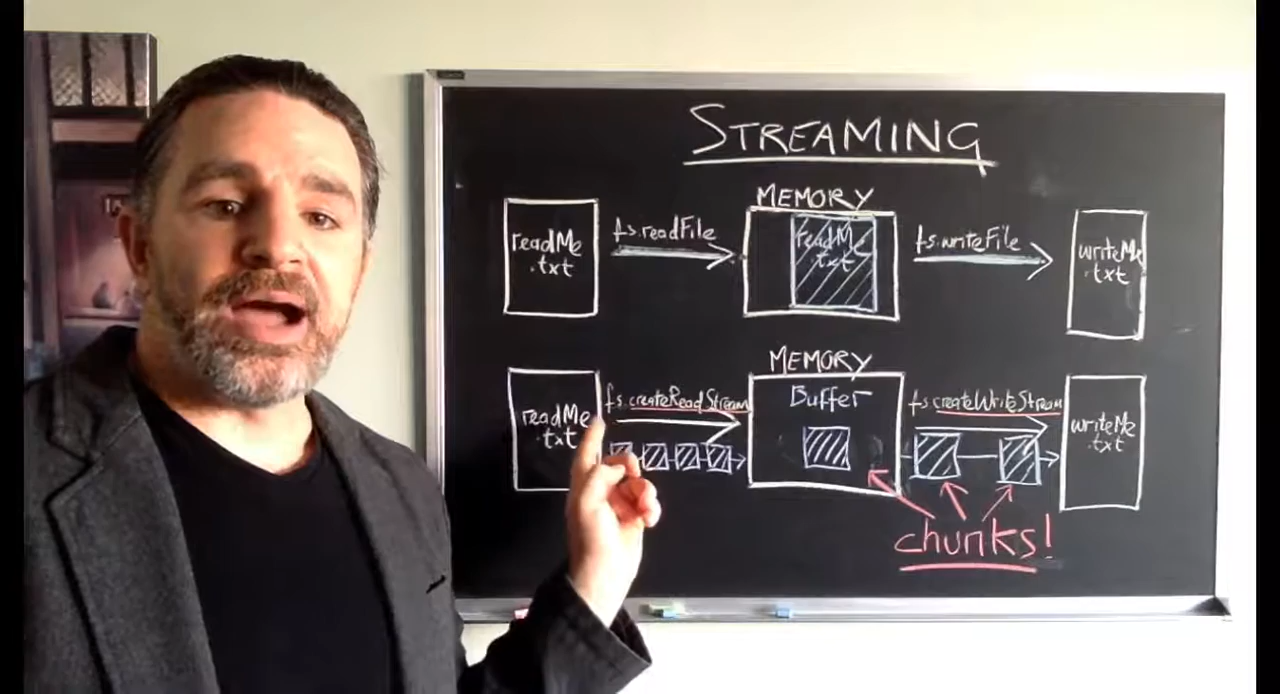 STREAMING
MEMORY
readMe
.txt
fs.readFile
readMe
txt
fs.writeFile
writeMe
.txt
MEMORY
readMe
.txt
fs.createReadStream
Buffer
fs.createWriteStream
writeMe
.txt
chunks!